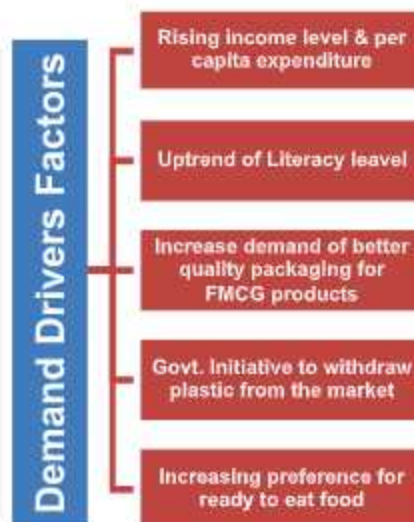 Demand Drivers Factors
Rising income level & per
capita expenditure
Uptrend of Literacy leavel
Increase demand of better
quality packaging for
FMCG products
Govt. Initiative to withdraw
plastic from the market
Increasing preference for
ready to eat food